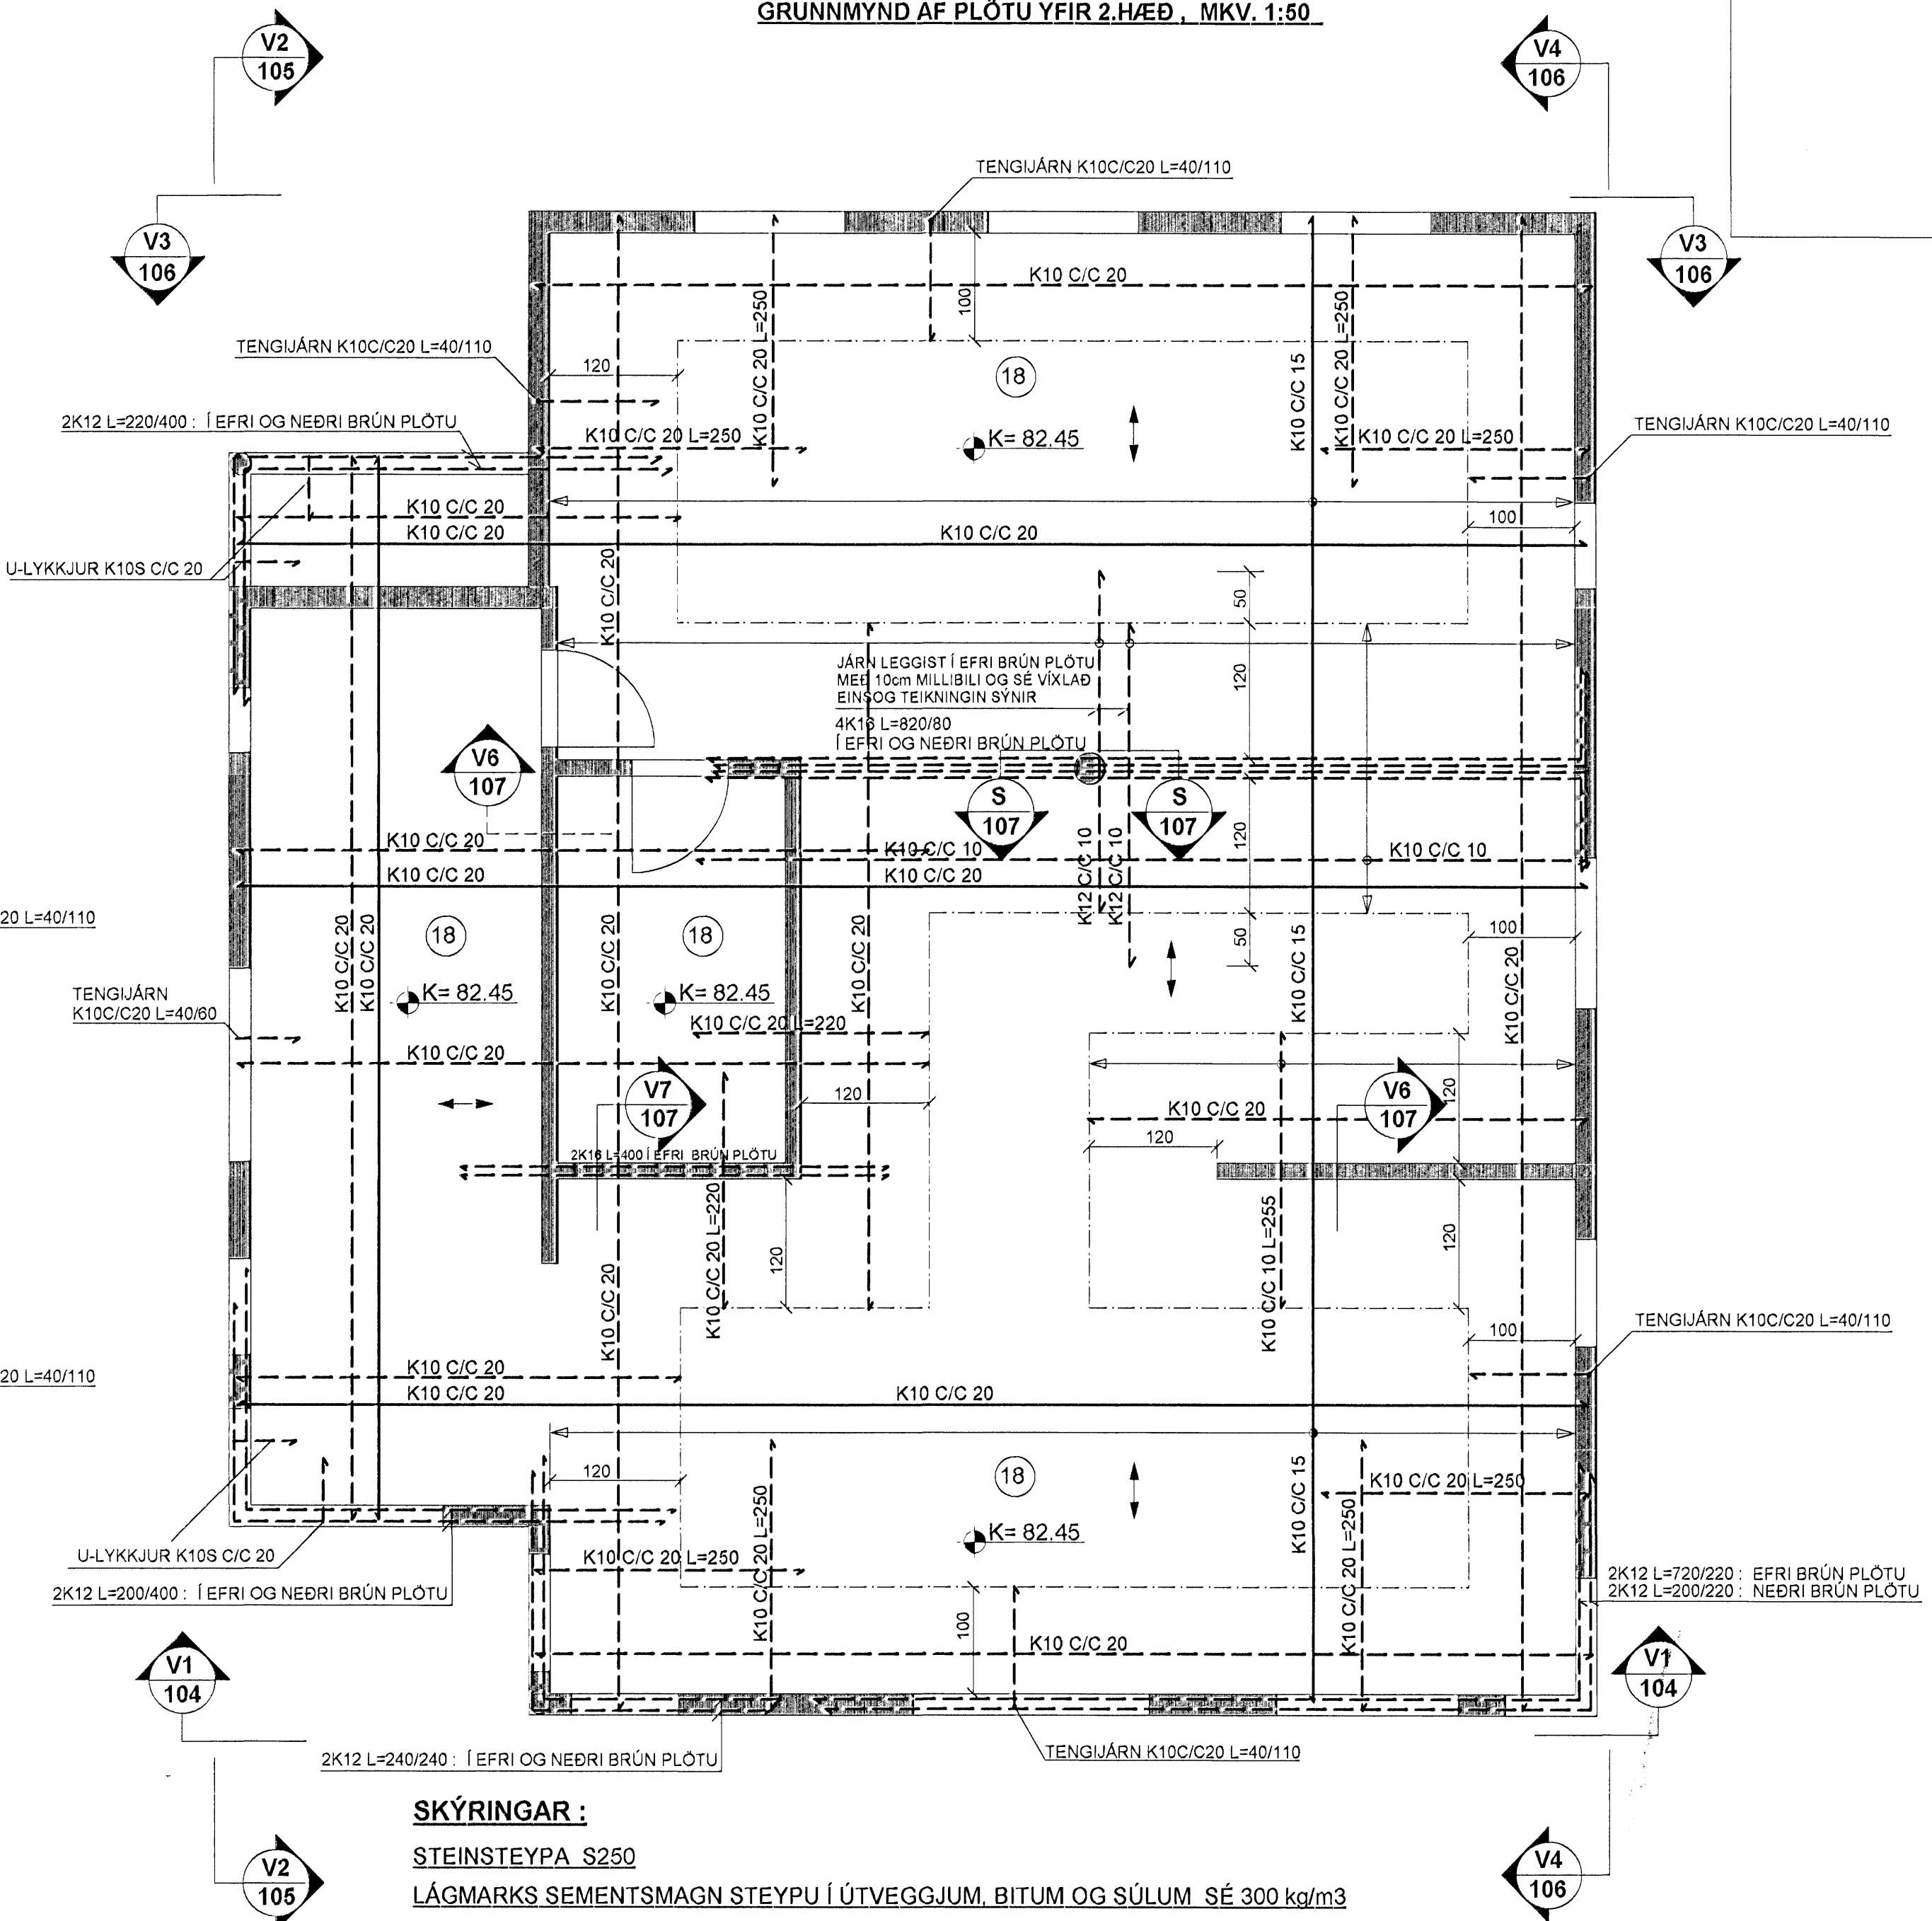 GRUNNMYND AF PLÖTU YFIR 2.HÆÐ , MKV. 1:50
V2
105
V4
106
TENGIJÁRN K10C/C20 L=40/110
V3
106
V3
106
K10 C/C 20
K10 C/C 20 L=250
100
K10 C/C 15
K10 C/C 20 L=250
TENGIJÁRN K10C/C20 L=40/110
120
18
2K12 L=220/400 : Í EFRI OG NEÐRI BRÚN PLÖTU
K10 C/C 20 L=250
K= 82.45
K10 C/C 20 L=250
TENGIJÁRN K10C/C20 L=40/110
K10 C/C 20
K10 C/C 20
K10 C/C 20
100
U-LYKKJUR K10S C/C 20
K10 C/C 20
50
JÁRN LEGGIST Í EFRI BRÚN PLÖTU
MEÐ 10cm MILLIBILI OG SÉ VÍXLAÐ
EINSOG TEIKNINGIN SÝNIR
4K16 L=820/80
Í EFRI OG NEÐRI BRÚN PLÖTU
120
V6
107
S
107
S
107
120
K10 C/C 20
K10 C/C 10
K10 C/C 10
K10 C/C 20
K10 C/C 20
K12 C/C 10
K12 C/C 10
20 L=40/110
18
18
K10 C/C 20
K10 C/C 20
K10 C/C 20
K10 C/C 20
50
K10 C/C 15
100
K10 C/C 20
TENGIJÁRN
K10C/C20 L=40/60
K= 82.45
K= 82.45
K10 C/C 20 L=220
K10 C/C 20
V7
107
120
V6
107
120
K10 C/C 20
120
2K16 L=400 Í EFRI BRÚN PLÖTU
K10 C/C 20 L=220
120
K10 C/C 10 L=255
120
K10 C/C 20
TENGIJÁRN K10C/C20 L=40/110
100
20 L=40/110
K10 C/C 20
K10 C/C 20
K10 C/C 20
120
18
K10 C/C 20 L=250
K= 82.45
K10 C/C 15
K10 C/C 20 L=250
U-LYKKJUR K10S C/C 20
K10 C/C 20 L=250
K10 C/C 20 L=250
2K12 L=200/400 : Í EFRI OG NEÐRI BRÚN PLÖTU
2K12 L=720/220 : EFRI BRÚN PLÖTU
2K12 L=200/220 : NEÐRI BRÚN PLÖTU
100
K10 C/C 20
V1
104
V1
104
2K12 L=240/240 : Í EFRI OG NEÐRI BRÚN PLÖTU
TENGIJÁRN K10C/C20 L=40/110
SKÝRINGAR :
STEINSTEYPA S250
V2
105
V4
106
LÁGMARKS SEMENTSMAGN STEYPU Í ÚTVEGGJUM, BITUM OG SÚLUM SÉ 300 kg/m3